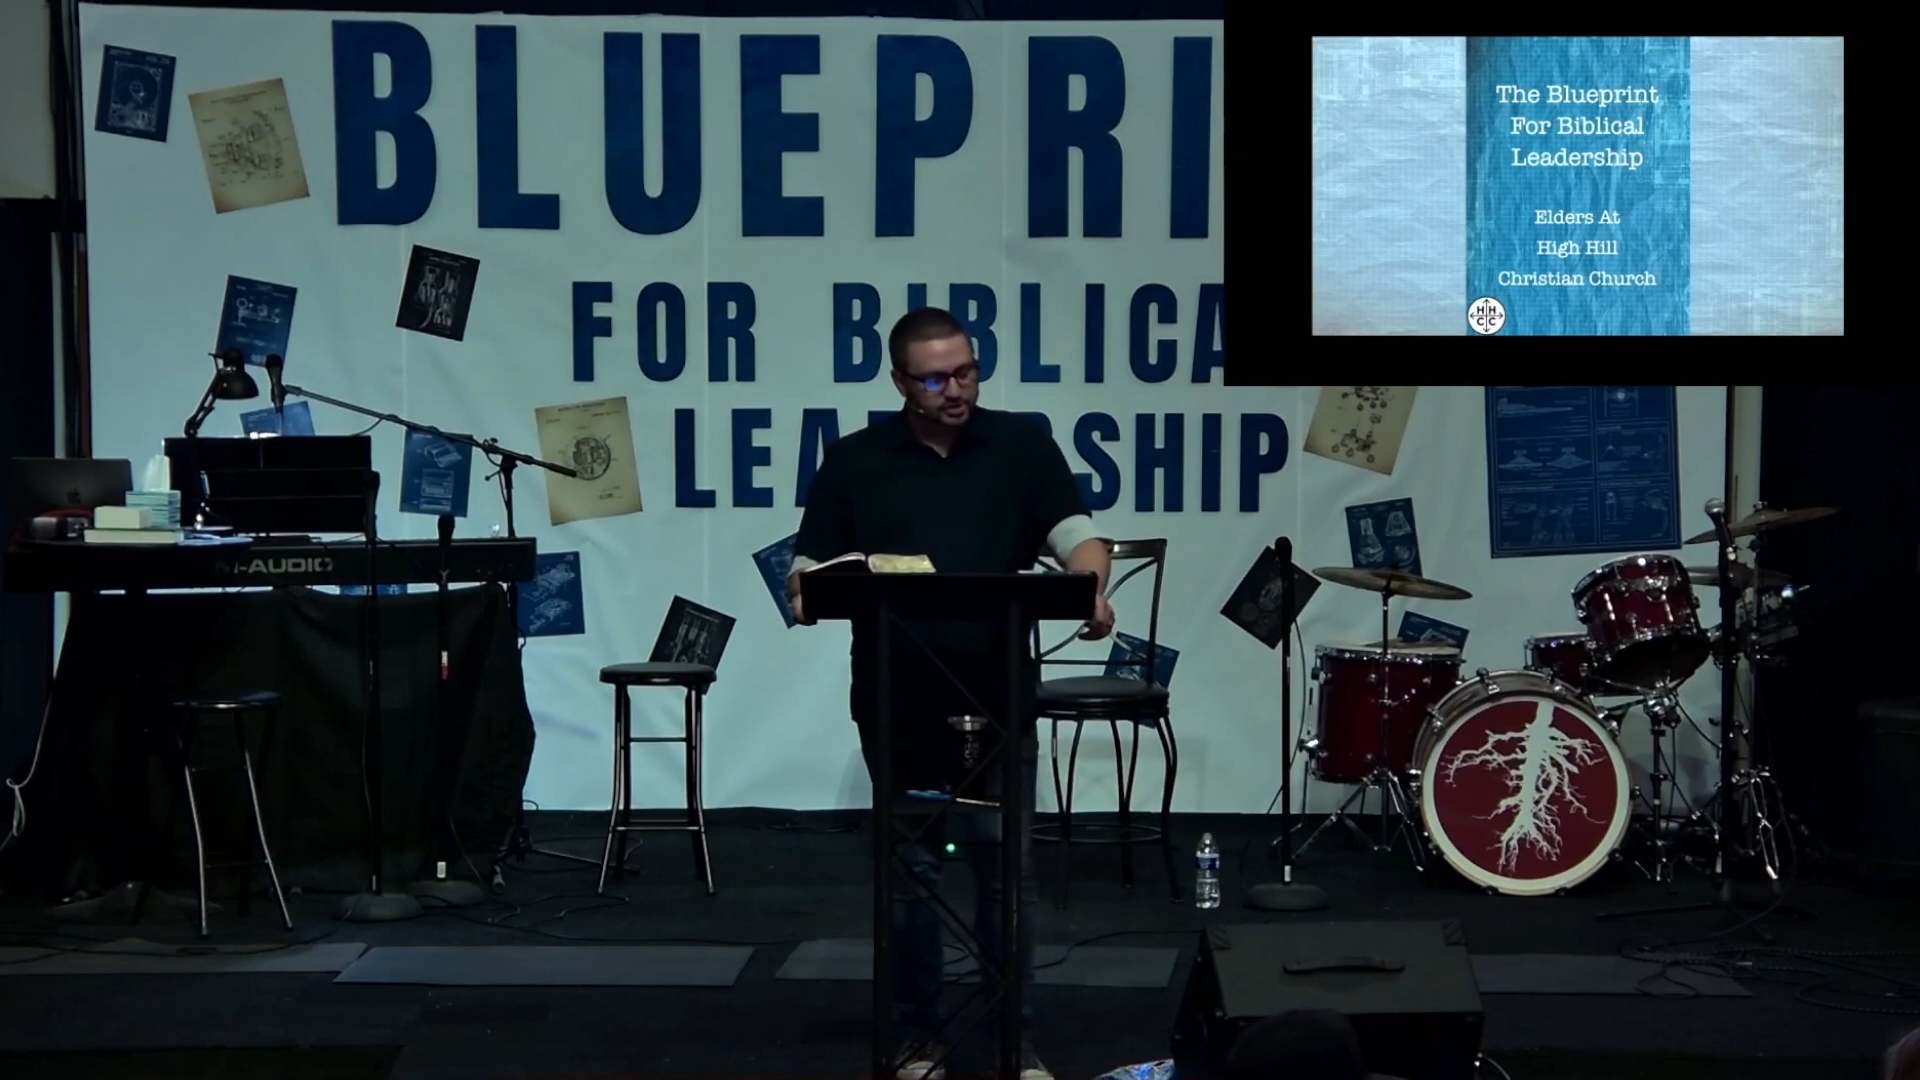 BLUEPRI
FOR BIBLICA
LEA SHIP
The Blueprint
For Biblical
Leadership
Elders At
High Hill
Christian Church
H H
C C
M-AUDIO